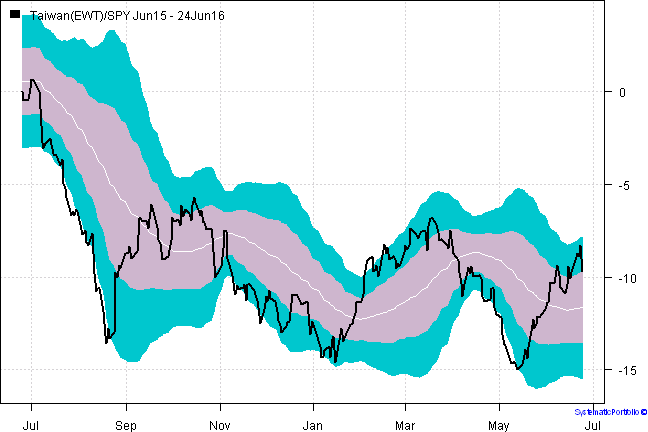 Taiwan(EWT)/SPY Jun15 - 24Jun16
0
-5
-10
-15
Jul Sep Nov Jan Mar May Jul
SystematicPortfolio ©